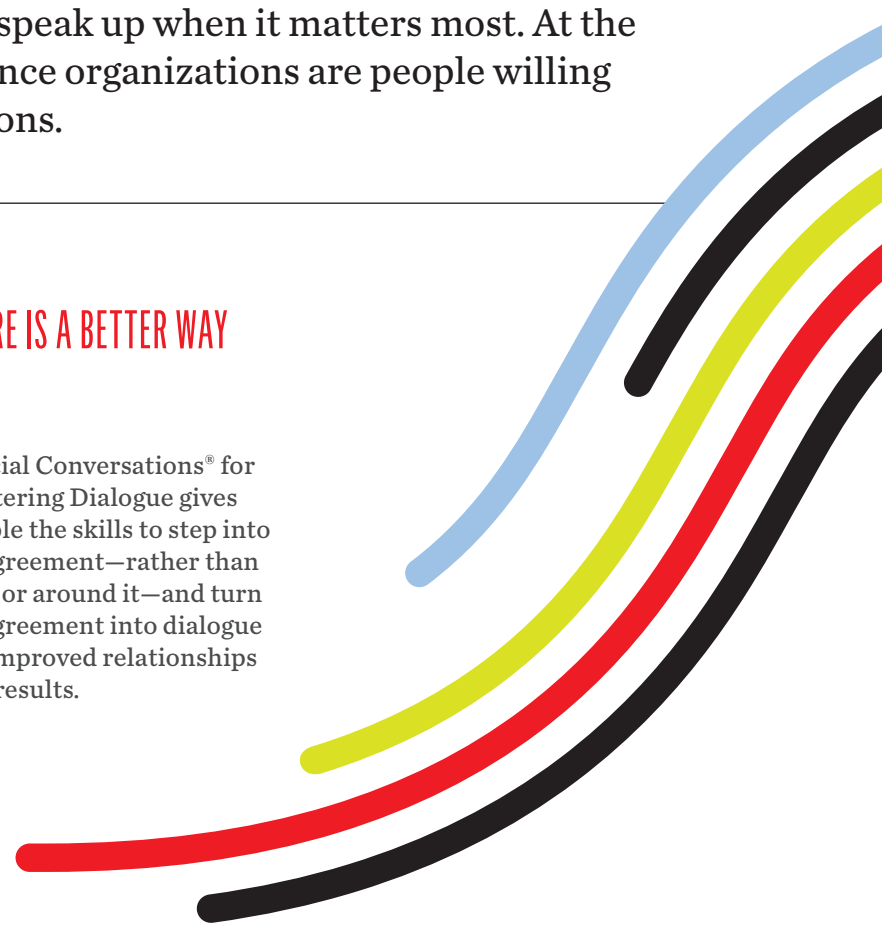 speak up when it matters most. At the
nce organizations are people willing
ons.
RE IS A BETTER WAY
cial Conversations® for
tering Dialogue gives
ple the skills to step into
greement—rather than
or around it—and turn
greement into dialogue
mproved relationships
results.